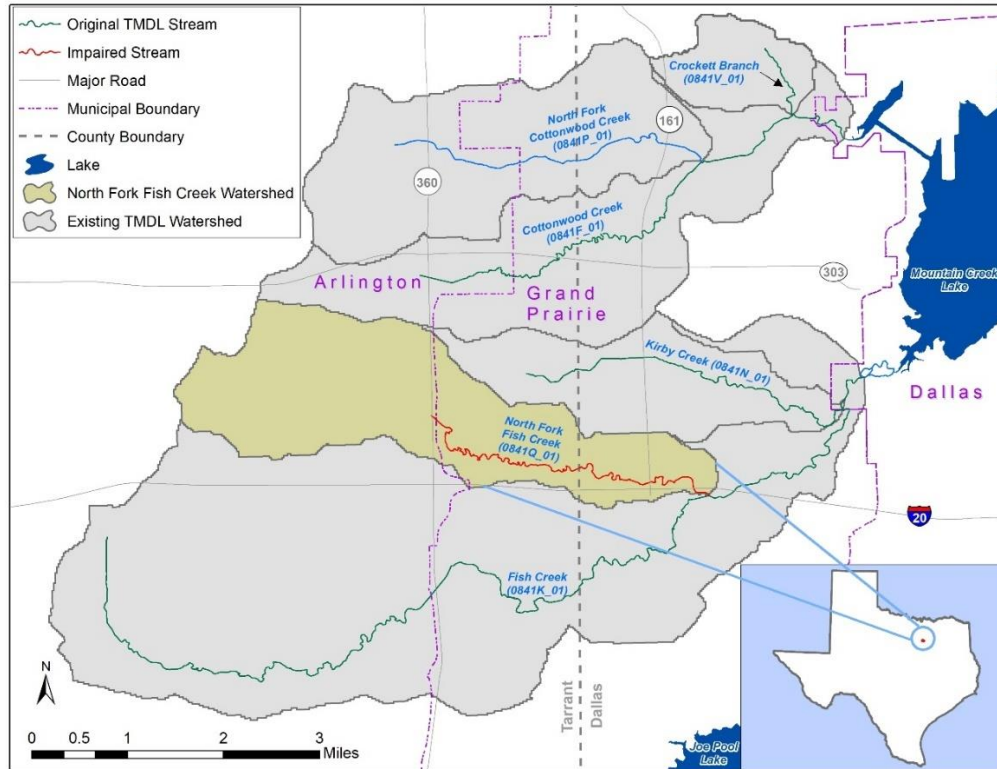 Original TMDL Stream
Impaired Stream
Major Road
Municipal Boundary
County Boundary
Lake
North Fork Fish Creek Watershed
Existing TMDL Watershed
Crockett Branch
(0841V_01)
North Fork
Cottonwood Creek
(0841P_01)
161
360
Cottonwood Creek
(0841F_01)
303
Mountain Creek
Lake
Arlington
Grand
Prairie
Kirby Creek (0841N_01)
Dallas
North Fork
Fish Creek
(0841Q_01)
20
Fish Creek
(0841K_01)
N
Tarrant
Dallas
0 0.5 1 2 3
Miles
Joe Pool
Lake